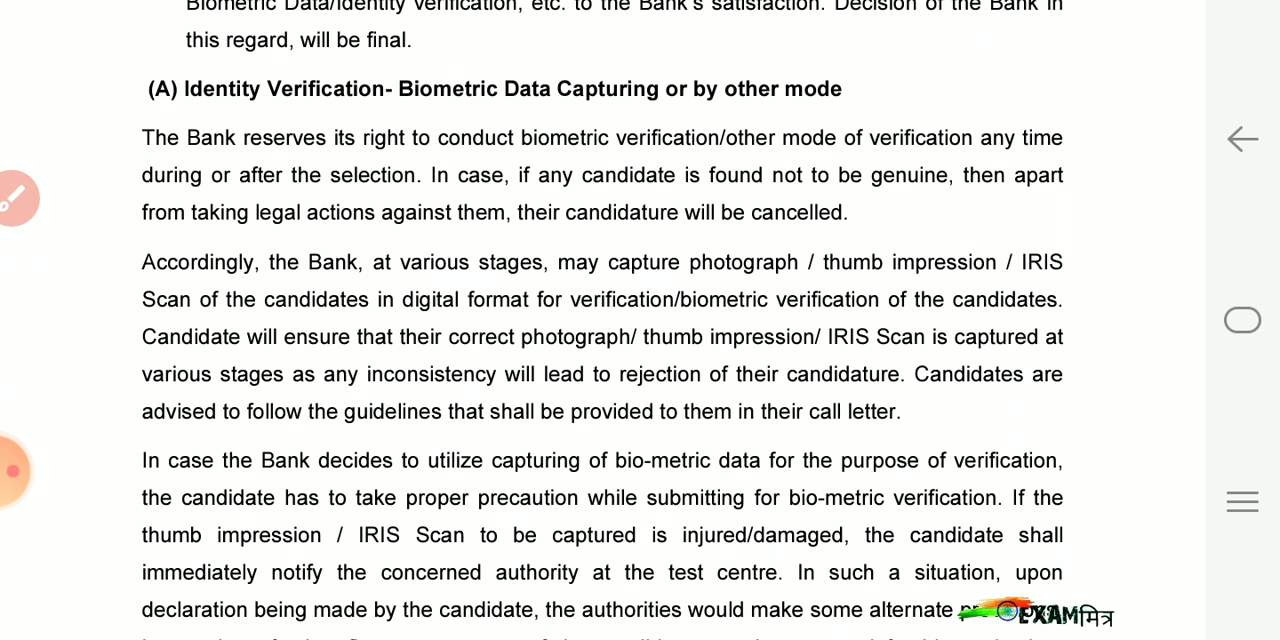 Biometric Data/Identity Verification, etc. to the Bank's satisfaction. Decision of the Bank in
this regard, will be final.
(A) Identity Verification- Biometric Data Capturing or by other mode
The Bank reserves its right to conduct biometric verification/other mode of verification any time
during or after the selection. In case, if any candidate is found not to be genuine, then apart
from taking legal actions against them, their candidature will be cancelled.
Accordingly, the Bank, at various stages, may capture photograph / thumb impression / IRIS
Scan of the candidates in digital format for verification/biometric verification of the candidates.
Candidate will ensure that their correct photograph/ thumb impression/ IRIS Scan is captured at
various stages as any inconsistency will lead to rejection of their candidature. Candidates are
advised to follow the guidelines that shall be provided to them in their call letter.
In case the Bank decides to utilize capturing of bio-metric data for the purpose of verification,
the candidate has to take proper precaution while submitting for bio-metric verification. If the
thumb impression / IRIS Scan to be captured is injured/damaged, the candidate shall
immediately notify the concerned authority at the test centre. In such a situation, upon
declaration being made by the candidate, the authorities would make some alternate
EXAMमित्र